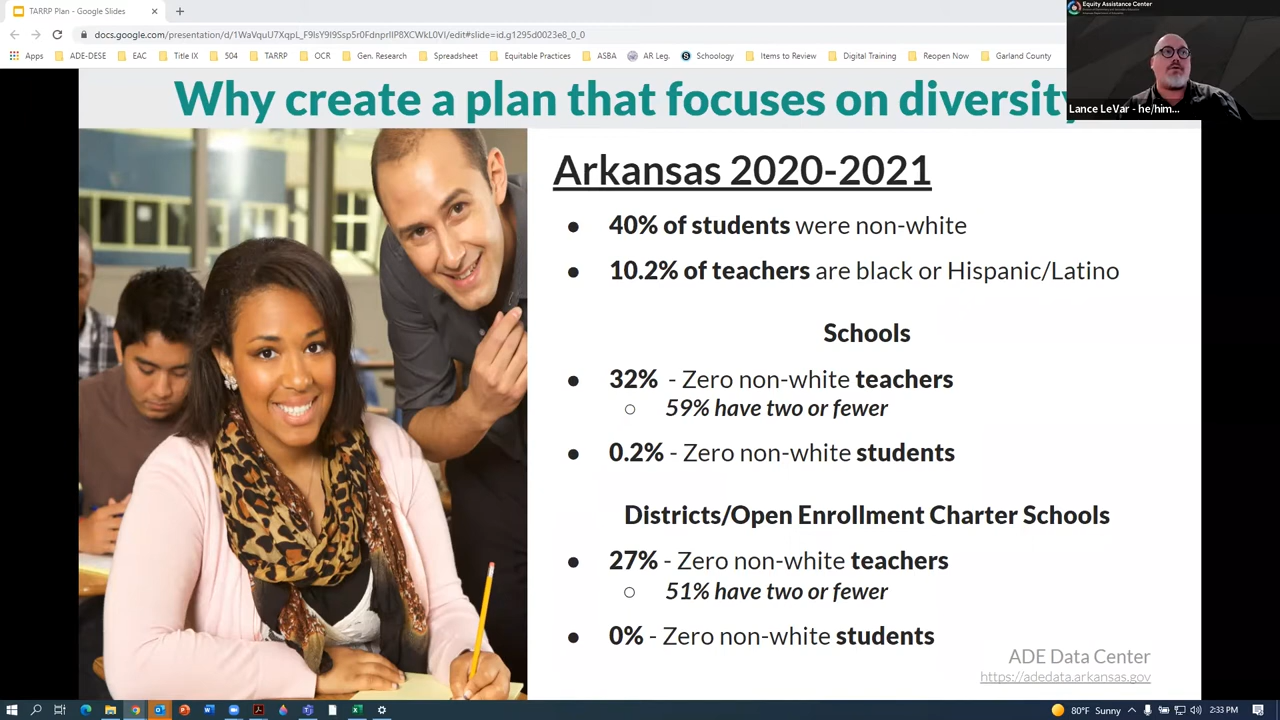 TARRP Plan - Google Slides
Equity Assistance Center
docs.google.com/presentation/d/1WaVquU7XqpL_F9lsY9I9Ssp5r0FdnprIIP8XCWkL0VI/edit#slide=id.g1295d0023e8_0_0
Apps ADE-DESE EAC Title IX 504 TARRP OCR Gen. Research Spreadsheet Equitable Practices ASBA AR Leg. Schoology Items to Review Digital Training Reopen Now Garland County
Lance LeVar - he/him...
Why create a plan that focuses on diversity
Arkansas 2020-2021
● 40% of students were non-white
● 10.2% of teachers are black or Hispanic/Latino
Schools
● 32% - Zero non-white teachers
○ 59% have two or fewer
● 0.2% - Zero non-white students
Districts/Open Enrollment Charter Schools
● 27% - Zero non-white teachers
○ 51% have two or fewer
● 0% - Zero non-white students
ADE Data Center
https://adedata.arkansas.gov
80°F Sunny 2:33 PM